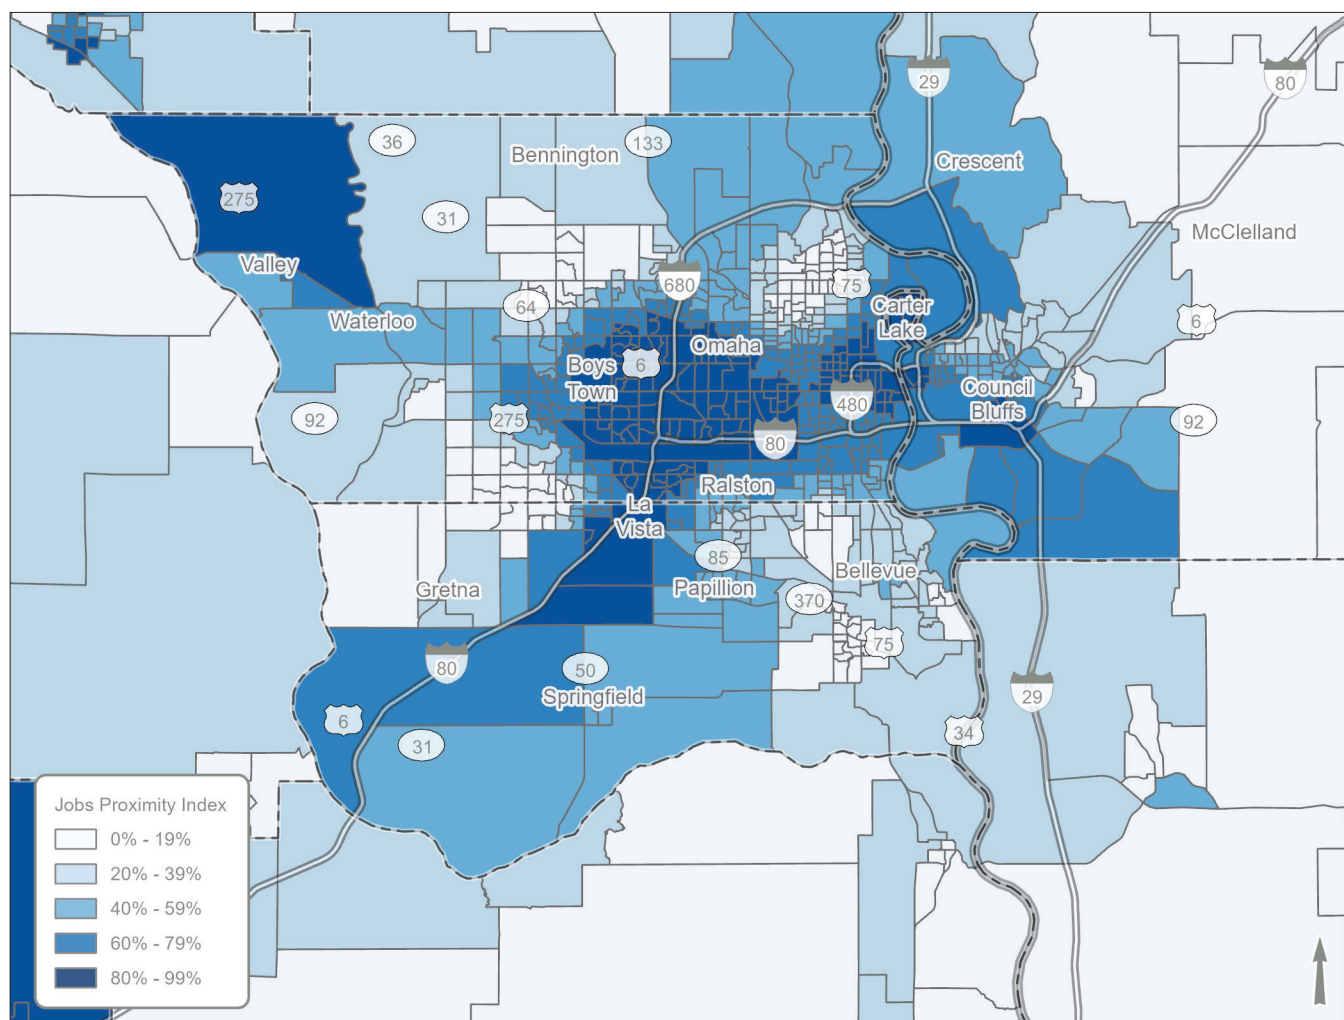 29
80
36
133
Bennington
Crescent
275
31
McClelland
Valley
680
75
64
Carter
Lake
6
Waterloo
Omaha
Boys
Town
6
480
Council
Bluffs
92
275
80
92
Ralston
La
Vista
85
Bellevue
Gretna
Papillion
370
75
80
50
Springfield
29
6
31
34
Jobs Proximity Index
0% - 19%
20% - 39%
40% - 59%
60% - 79%
80% - 99%